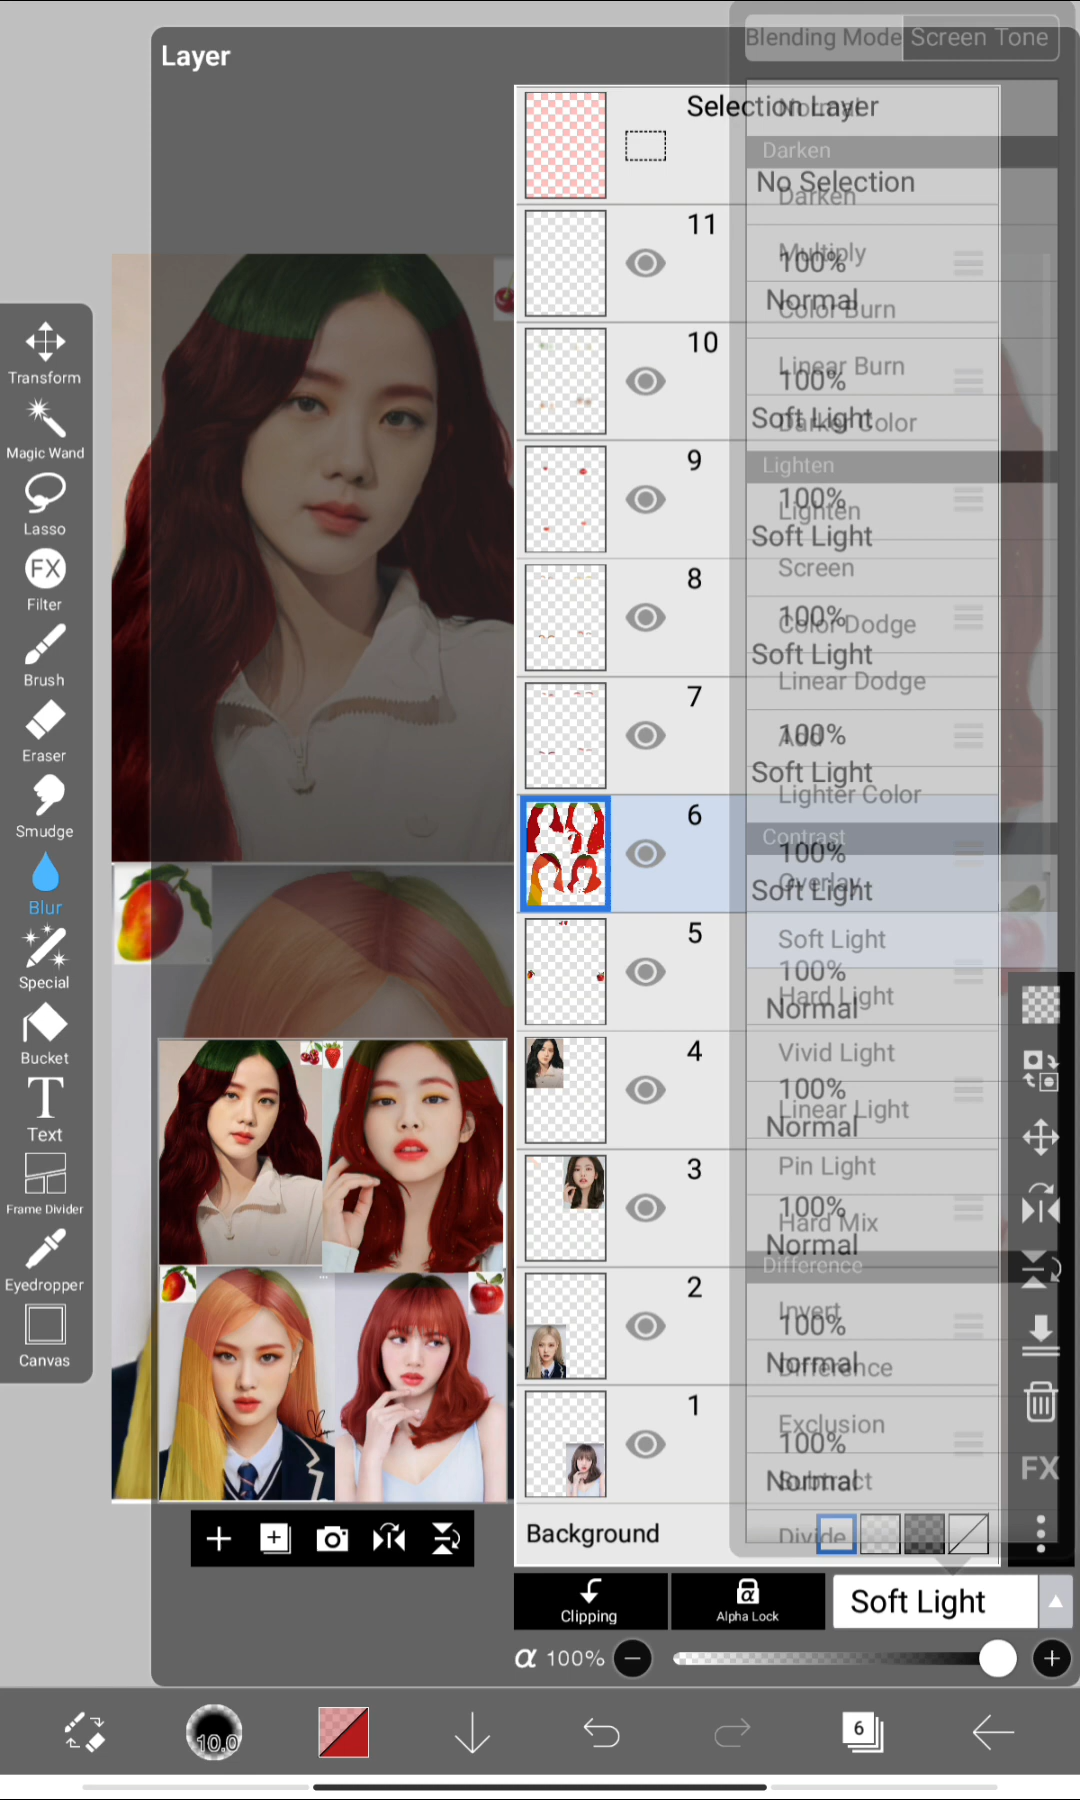 Layer
Blending Mode
Screen Tone
Selection Layer
No Selection
Normal
Darken
Darken
Multiply
Color Burn
Linear Burn
Darker Color
Lighten
Lighten
Screen
Color Dodge
Linear Dodge
Add
Lighter Color
Contrast
Overlay
Soft Light
Hard Light
Vivid Light
Linear Light
Pin Light
Hard Mix
Difference
Invert
Difference
Exclusion
Subtract
Divide
11
100%
Normal
10
100%
Soft Light
9
100%
Soft Light
8
100%
Soft Light
7
100%
Soft Light
6
100%
Soft Light
5
100%
Normal
4
100%
Normal
3
100%
Normal
2
100%
Normal
1
100%
Normal
Background
Transform
Magic Wand
Lasso
FX
Filter
Brush
Eraser
Smudge
Blur
Special
Bucket
T
Text
Frame Divider
Eyedropper
Canvas
FX
Clipping
α
Alpha Lock
Soft Light
α 100%
10.0
6